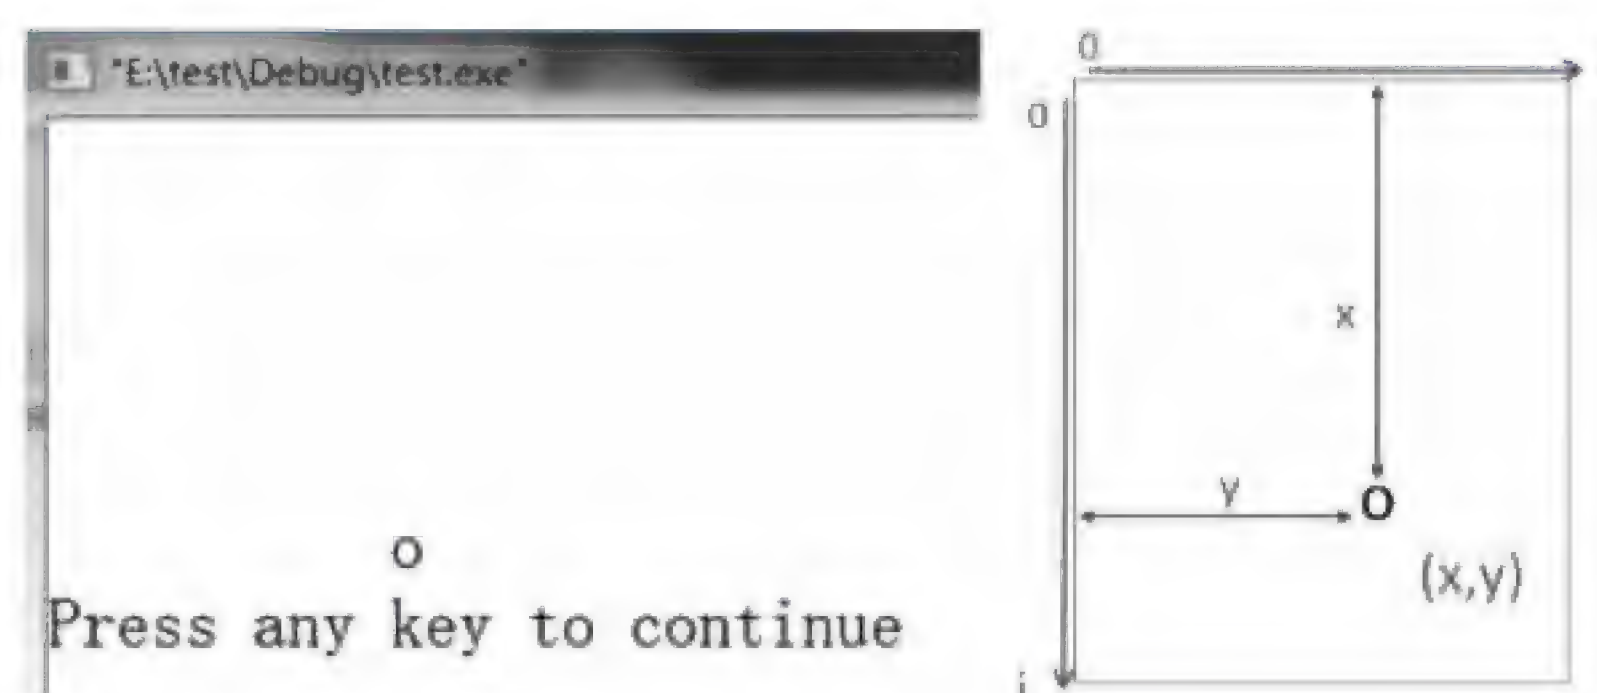 "E:\test\Debug\test.exe"
o
Press any key to continue
0
0
x
y
O
(x,y)
i